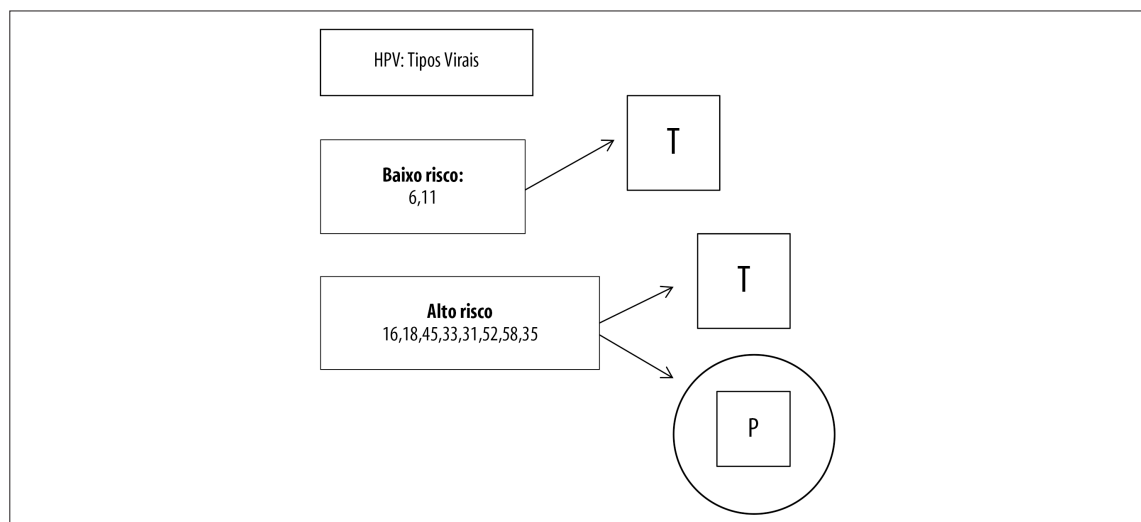 HPV: Tipos Virais
T
Baixo risco:
6,11
T
Alto risco
16,18,45,33,31,52,58,35
P